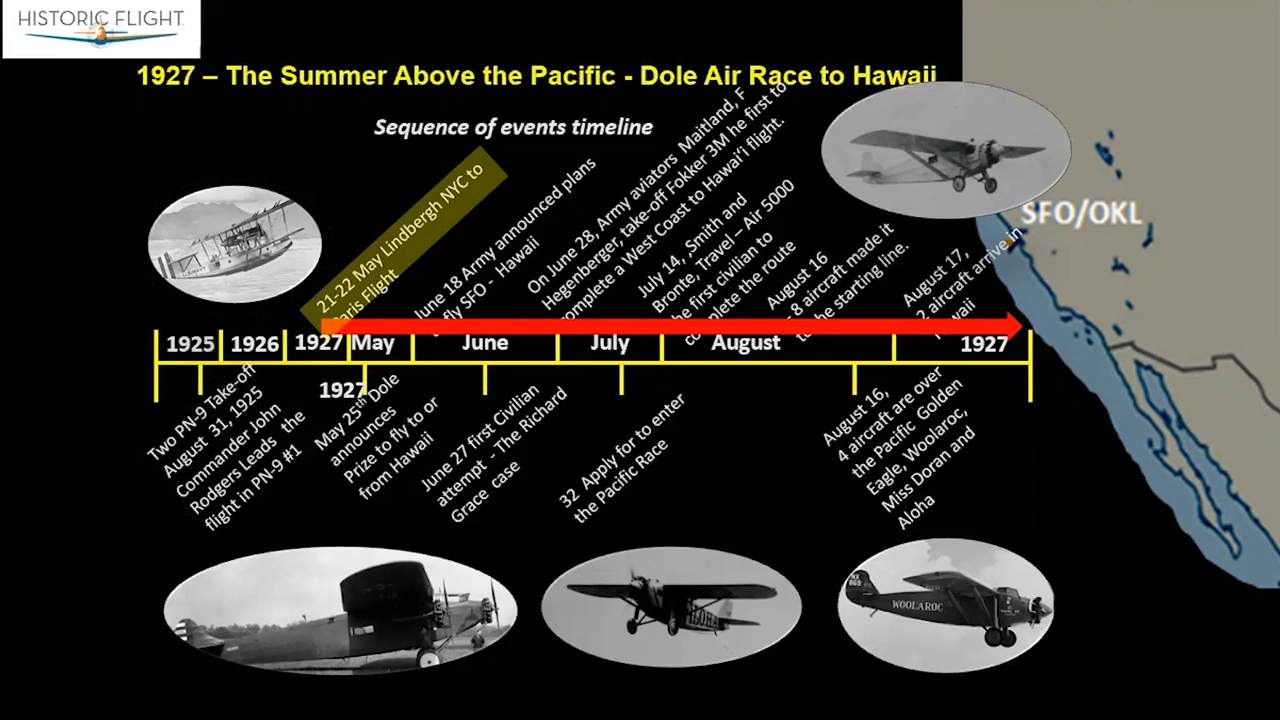 HISTORIC FLIGHT
1927 – The Summer Above the Pacific - Dole Air Race to Hawaii
Sequence of events timeline
SFO/OKL
21-22 May Lindbergh NYC to
Paris Flight
June 18 Army announced plans
to fly SFO - Hawaii
On June 28, Army aviators Maitland, F
Hegenberger, take-off Fokker 3M he first to
complete a West Coast to Hawai'i flight.
July 14, Smith and
Bronte, Travel – Air 5000
he first civilian to
complete the route
August 16
- 8 aircraft made it
to the starting line.
August 17,
2 aircraft arrive in
Hawaii
1925
1926
1927
May
June
July
August
1927
1927
Two PN-9 Take-off
August 31, 1925
Commander John
Rodgers Leads the
flight in PN-9 #1
May 25th Dole
announces
Prize to fly to or
from Hawaii
June 27 first Civilian
attempt - The Richard
Grace case
32 Apply for to enter
the Pacific Race
August 16,
4 aircraft are over
the Pacific Golden
Eagle, Woolaroc,
Miss Doran and
Aloha
ALOHA
NX
869
WOOLAROC